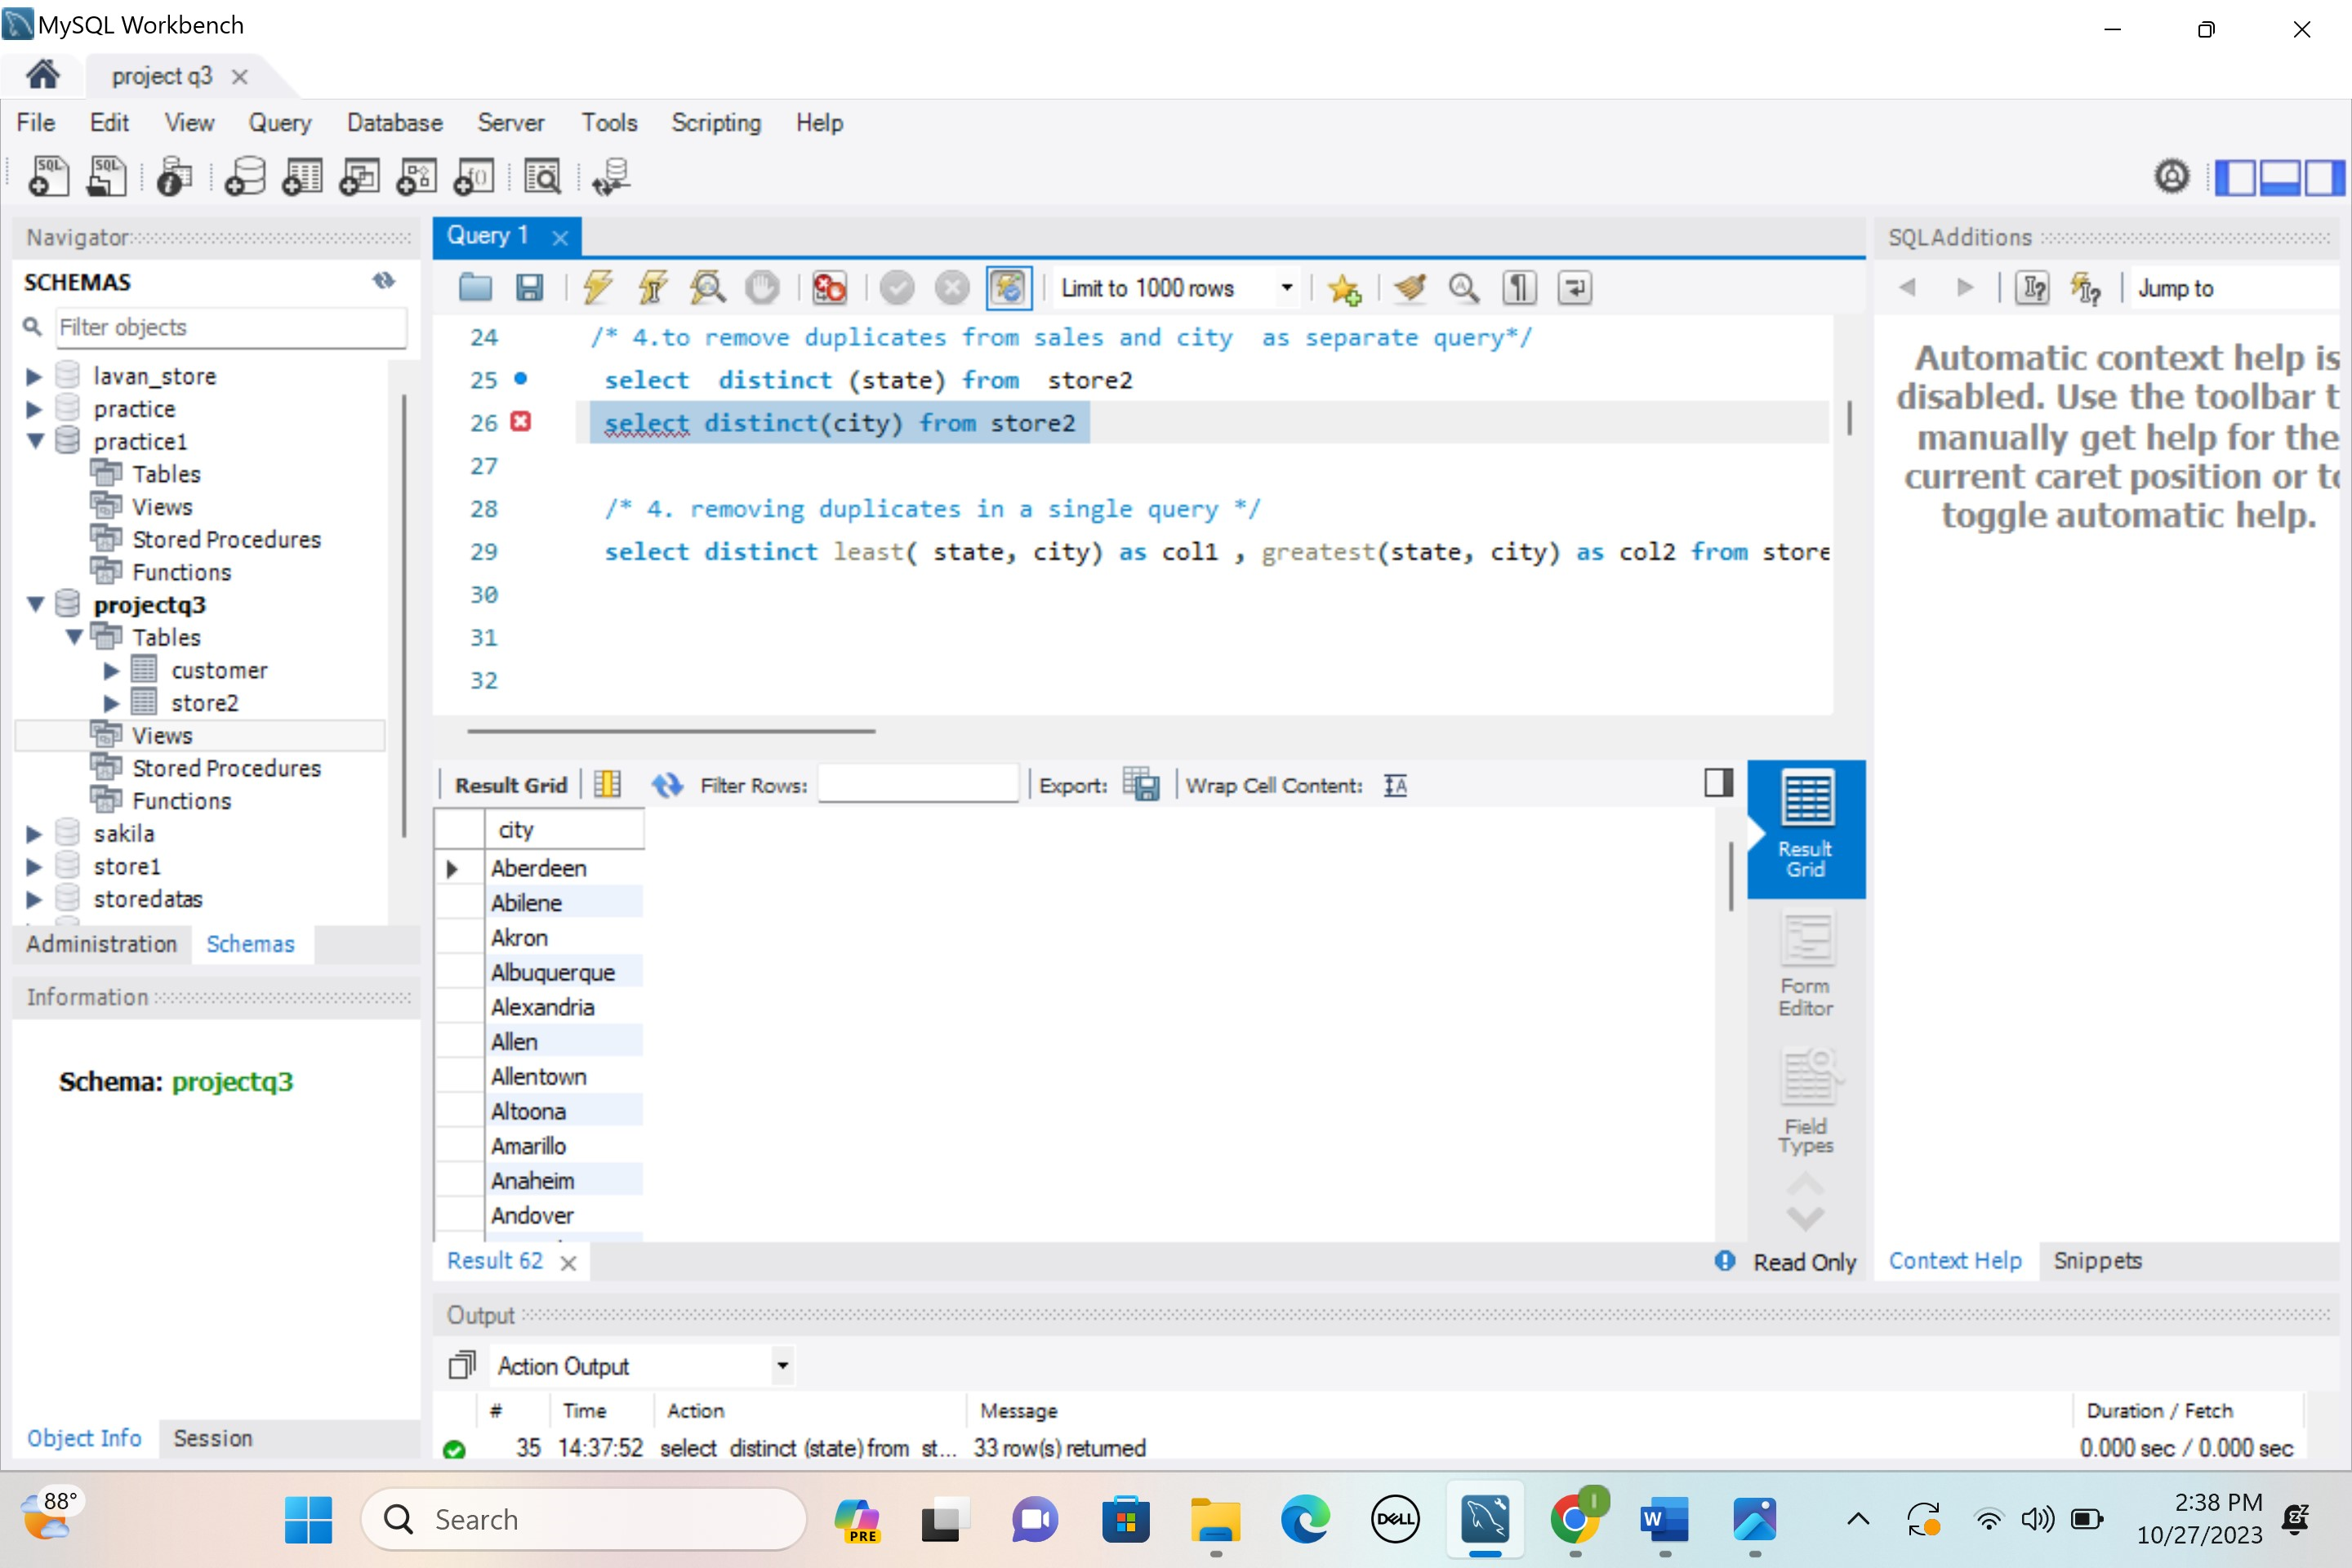 MySQL Workbench
project q3
File Edit View Query Database Server Tools Scripting Help
Navigator
SCHEMAS
Filter objects
lavan_store
practice
practice1
Tables
Views
Stored Procedures
Functions
projectq3
Tables
customer
store2
Views
Stored Procedures
Functions
sakila
store1
storedatas
Administration Schemas
Information
Schema: projectq3
Object Info Session
Query 1
Limit to 1000 rows
24 /* 4.to remove duplicates from sales and city  as separate query*/
25 select  distinct (state) from  store2
26 select distinct(city) from store2
27
28 /* 4. removing duplicates in a single query */
29 select distinct least( state, city) as col1 , greatest(state, city) as col2 from store
30
31
32
Result Grid Filter Rows: Export: Wrap Cell Content:
city
Aberdeen
Abilene
Akron
Albuquerque
Alexandria
Allen
Allentown
Altoona
Amarillo
Anaheim
Andover
Result
Grid
Form
Editor
Field
Types
Result 62
Read Only
SQLAdditions
Jump to
Automatic context help is
disabled. Use the toolbar t
manually get help for the
current caret position or to
toggle automatic help.
Context Help Snippets
Output
Action Output
# Time Action Message Duration / Fetch
35 14:37:52 select distinct (state) from st... 33 row(s) returned 0.000 sec / 0.000 sec
88°
Search
PRE
DELL
W
I
2:38 PM
10/27/2023